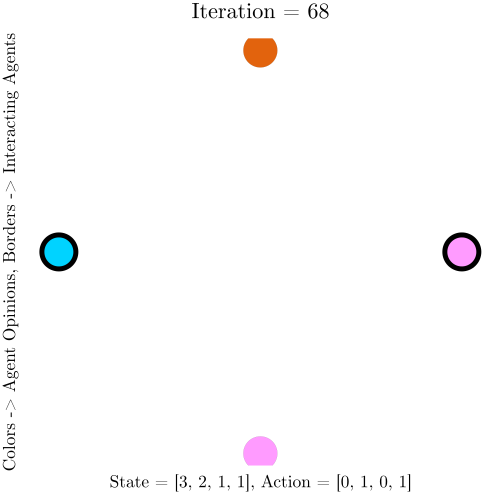 Iteration = 68
Colors -> Agent Opinions, Borders -> Interacting Agents
State = [3, 2, 1, 1], Action = [0, 1, 0, 1]